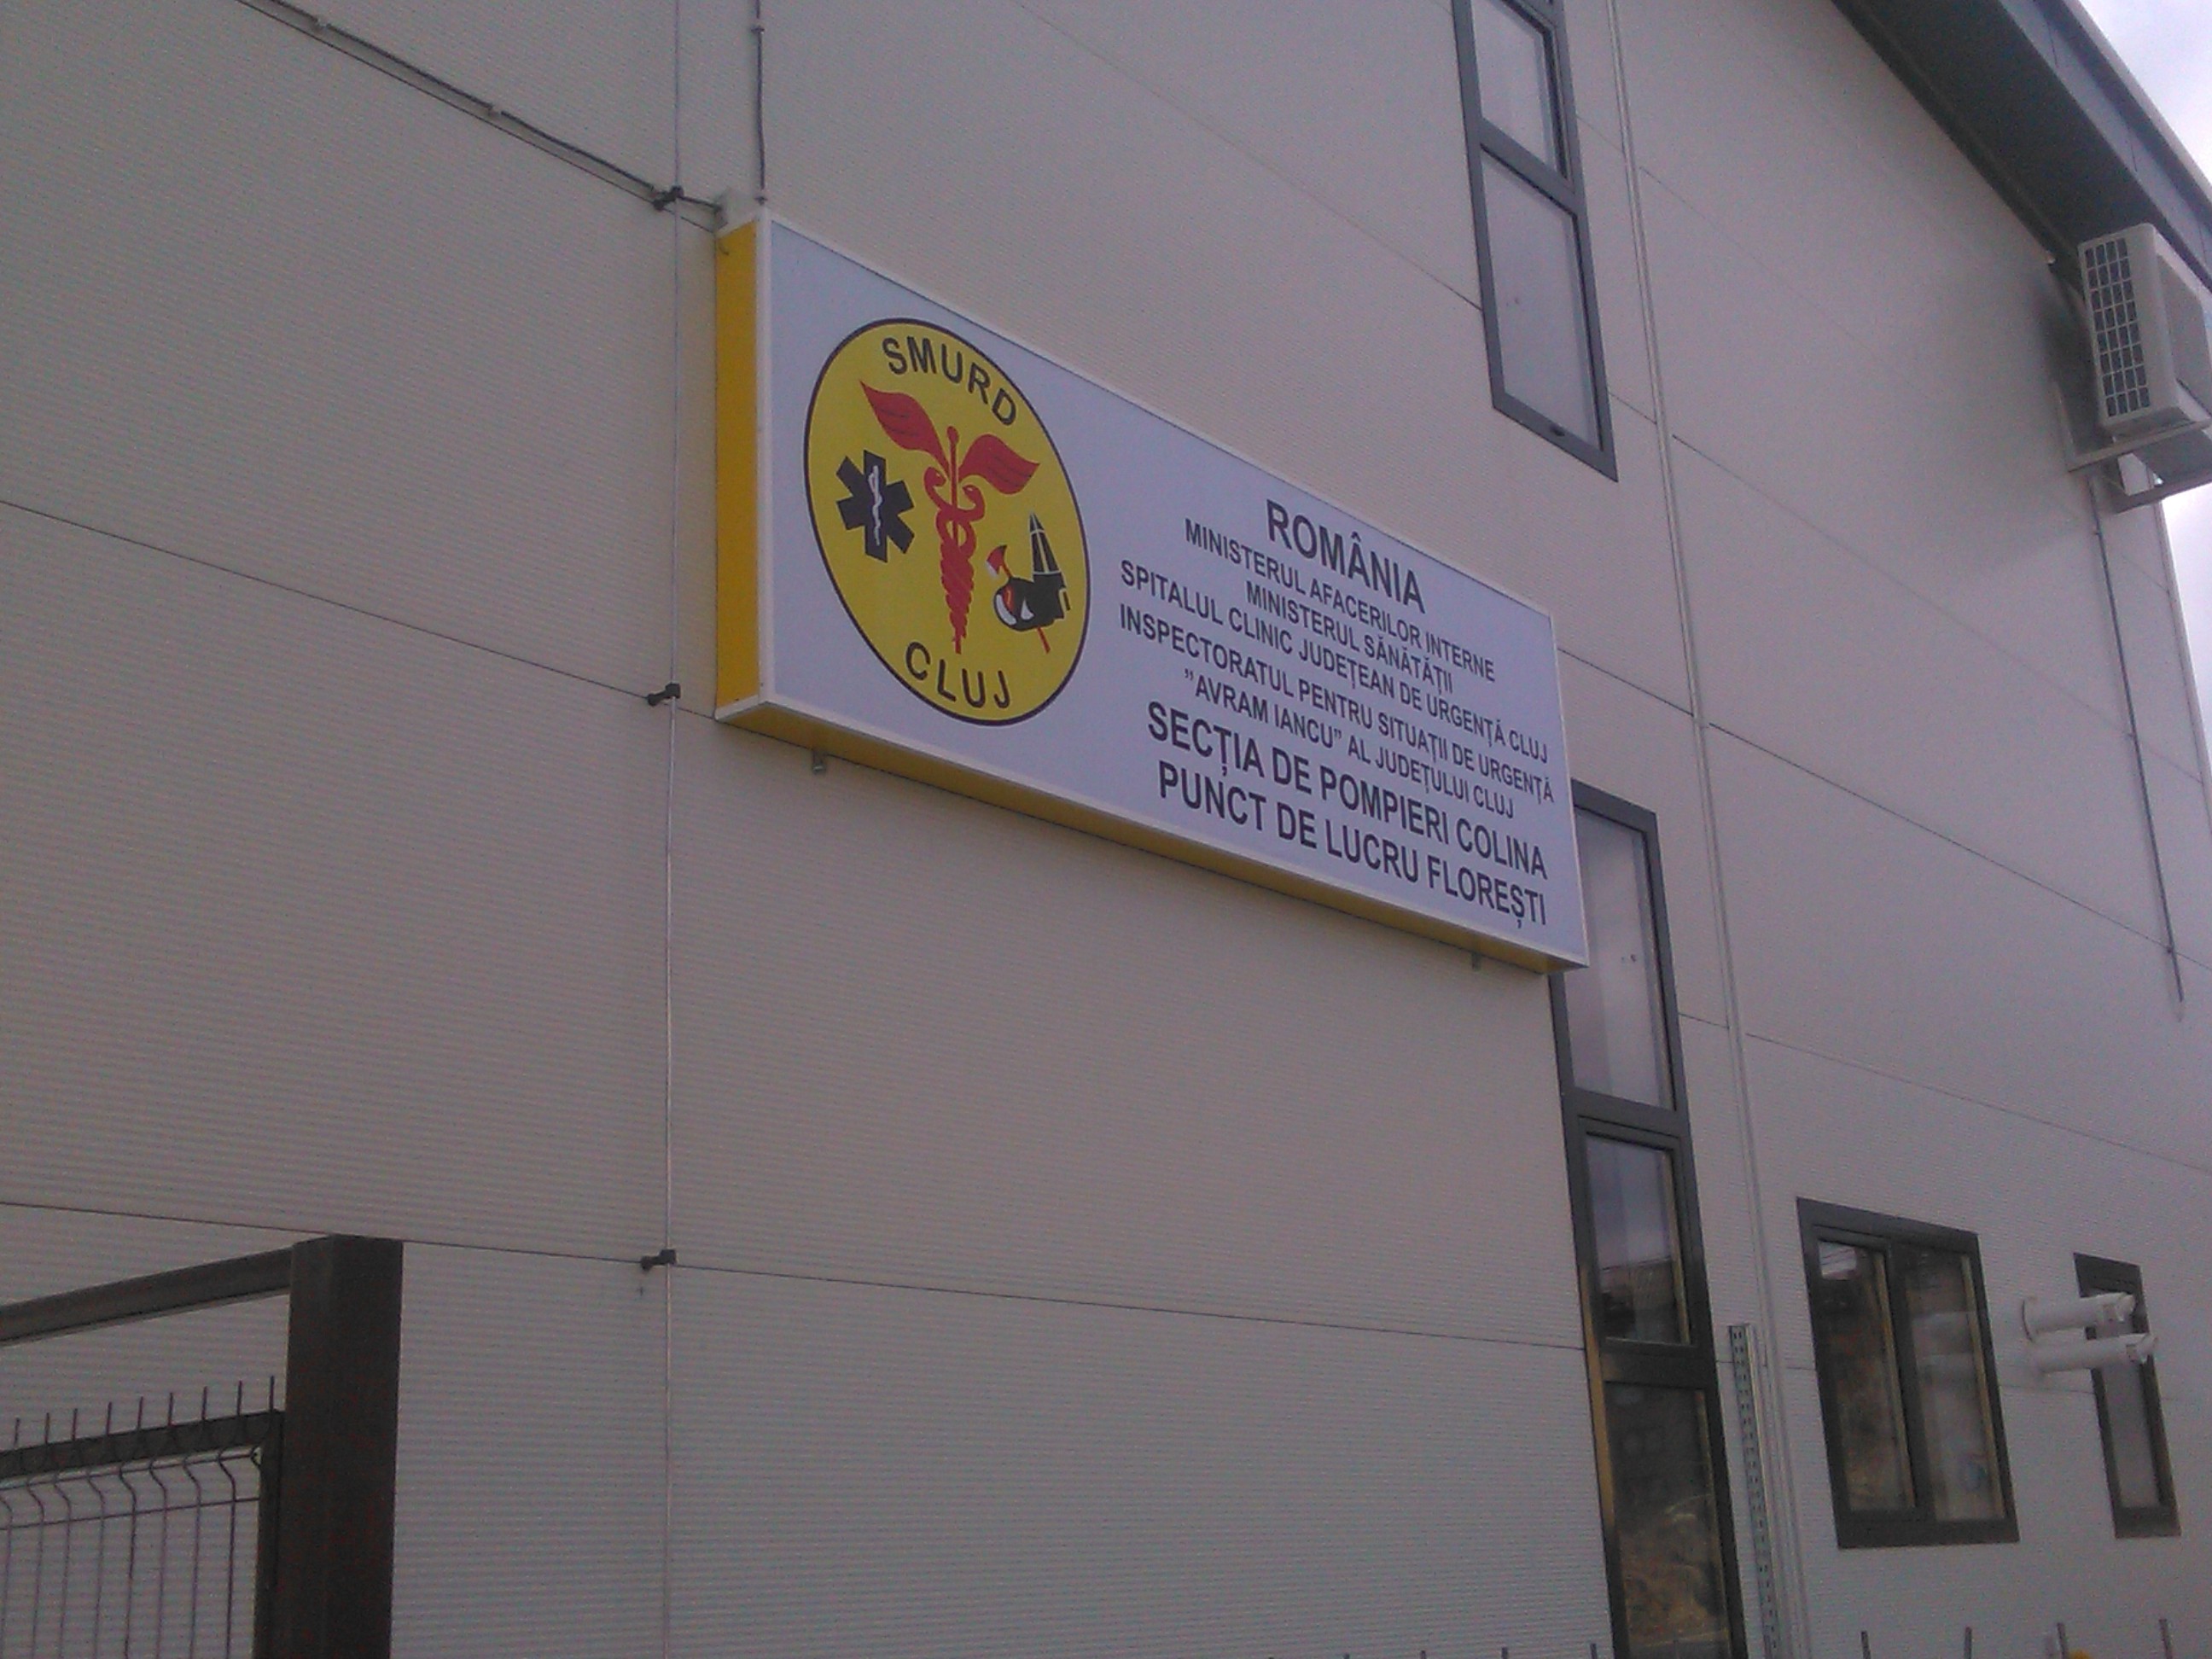 SMURD
CLUJ
ROMÂNIA
MINISTERUL AFACERILOR INTERNE
MINISTERUL SĂNĂTĂȚII
SPITALUL CLINIC JUDEȚEAN DE URGENȚĂ CLUJ
INSPECTORATUL PENTRU SITUAȚII DE URGENȚĂ
"AVRAM IANCU" AL JUDEȚULUI CLUJ
SECȚIA DE POMPIERI COLINA
PUNCT DE LUCRU FLOREȘTI